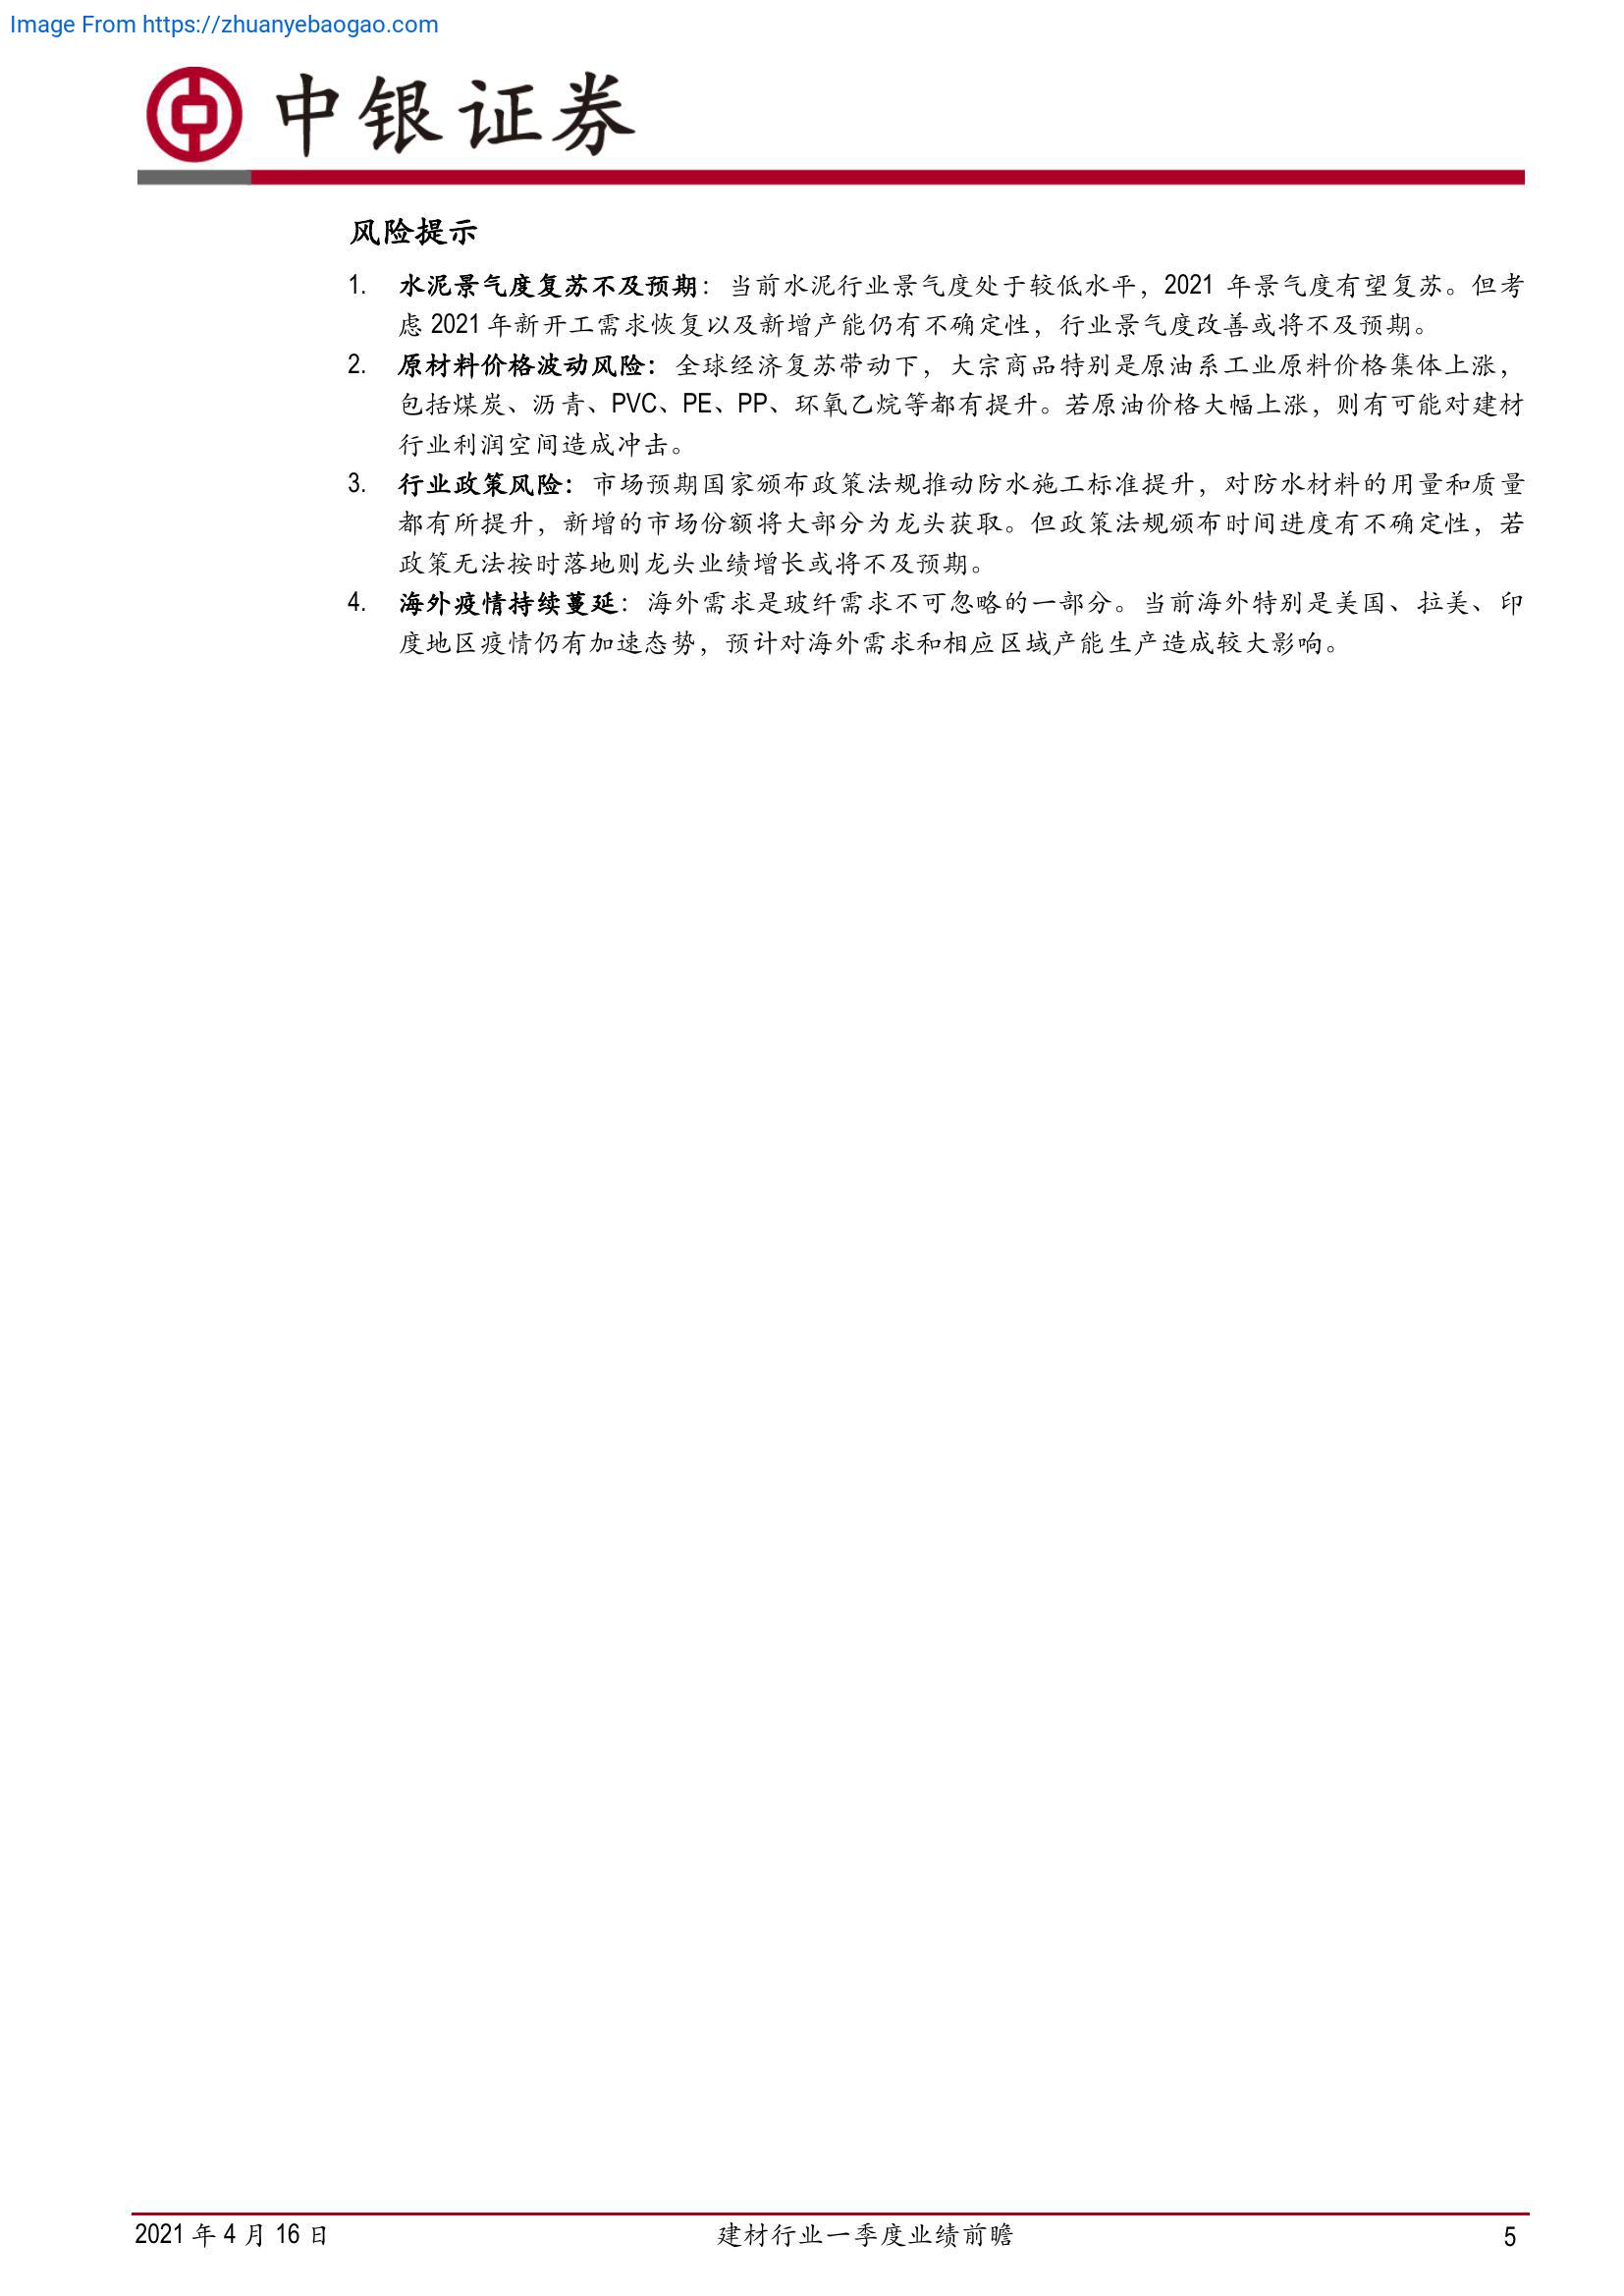 Image From https://zhuanyebaogao.com
中银证券
风险提示
1. 水泥景气度复苏不及预期：当前水泥行业景气度处于较低水平，2021 年景气度有望复苏。但考
虑 2021 年新开工需求恢复以及新增产能仍有不确定性，行业景气度改善或将不及预期。
2. 原材料价格波动风险：全球经济复苏带动下，大宗商品特别是原油系工业原料价格集体上涨，
包括煤炭、沥青、PVC、PE、PP、环氧乙烷等都有提升。若原油价格大幅上涨，则有可能对建材
行业利润空间造成冲击。
3. 行业政策风险：市场预期国家颁布政策法规推动防水施工标准提升，对防水材料的用量和质量
都有所提升，新增的市场份额将大部分为龙头获取。但政策法规颁布时间进度有不确定性，若
政策无法按时落地则龙头业绩增长或将不及预期。
4. 海外疫情持续蔓延：海外需求是玻纤需求不可忽略的一部分。当前海外特别是美国、拉美、印
度地区疫情仍有加速态势，预计对海外需求和相应区域产能生产造成较大影响。
2021 年 4 月 16 日 建材行业一季度业绩前瞻 5